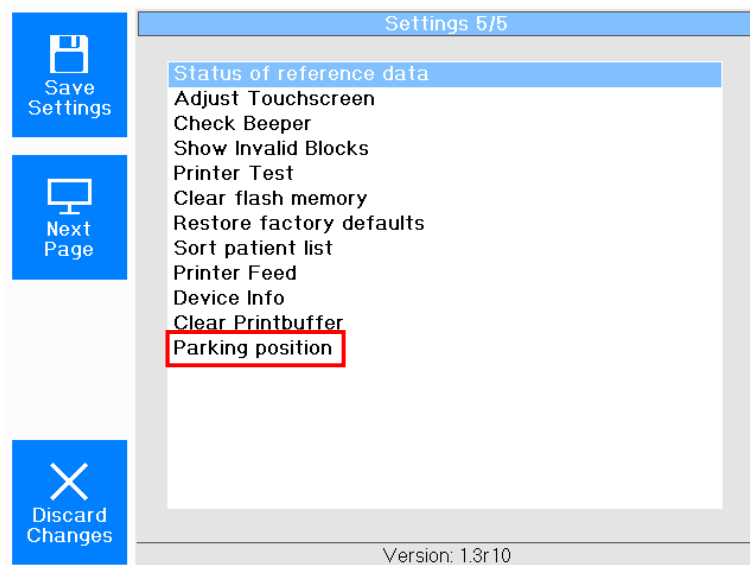 Settings 5/5
Save
Settings
Next
Page
Discard
Changes
Status of reference data
Adjust Touchscreen
Check Beeper
Show Invalid Blocks
Printer Test
Clear flash memory
Restore factory defaults
Sort patient list
Printer Feed
Device Info
Clear Printbuffer
Parking position
Version: 1.3r10